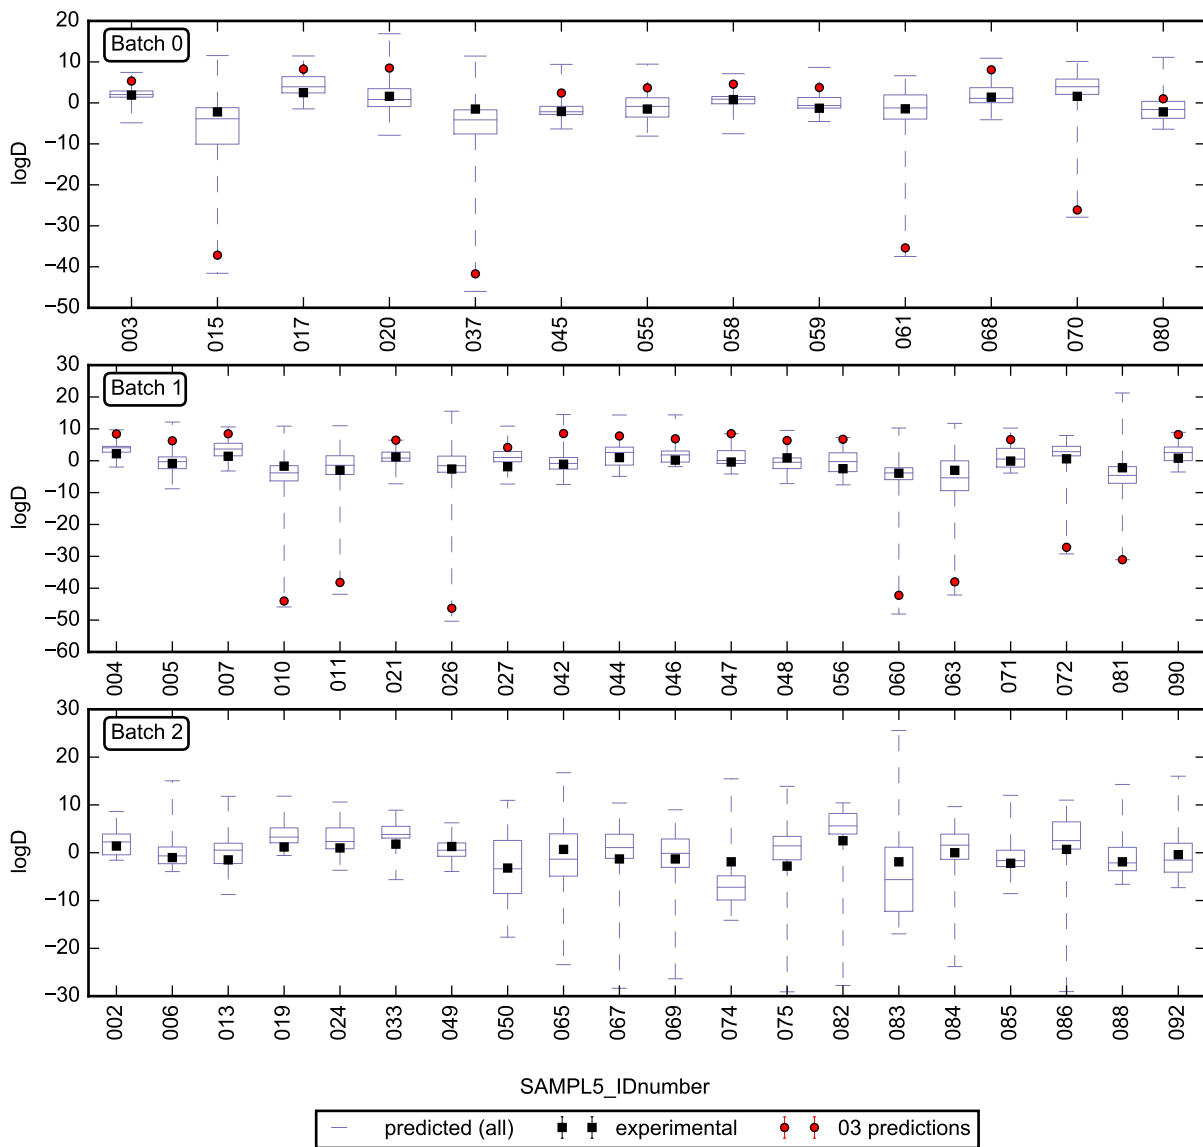 Batch 0
logD
20
10
0
−10
−20
−30
−40
−50
003 015 017 020 037 045 055 058 059 061 068 070 080
Batch 1
logD
30
20
10
0
−10
−20
−30
−40
−50
−60
004 005 007 010 011 021 026 027 042 044 046 047 048 056 060 063 071 072 081 090
Batch 2
logD
30
20
10
0
−10
−20
−30
002 006 013 019 024 033 049 050 065 067 069 074 075 082 083 084 085 086 088 092
SAMPL5_IDnumber
predicted (all) experimental 03 predictions